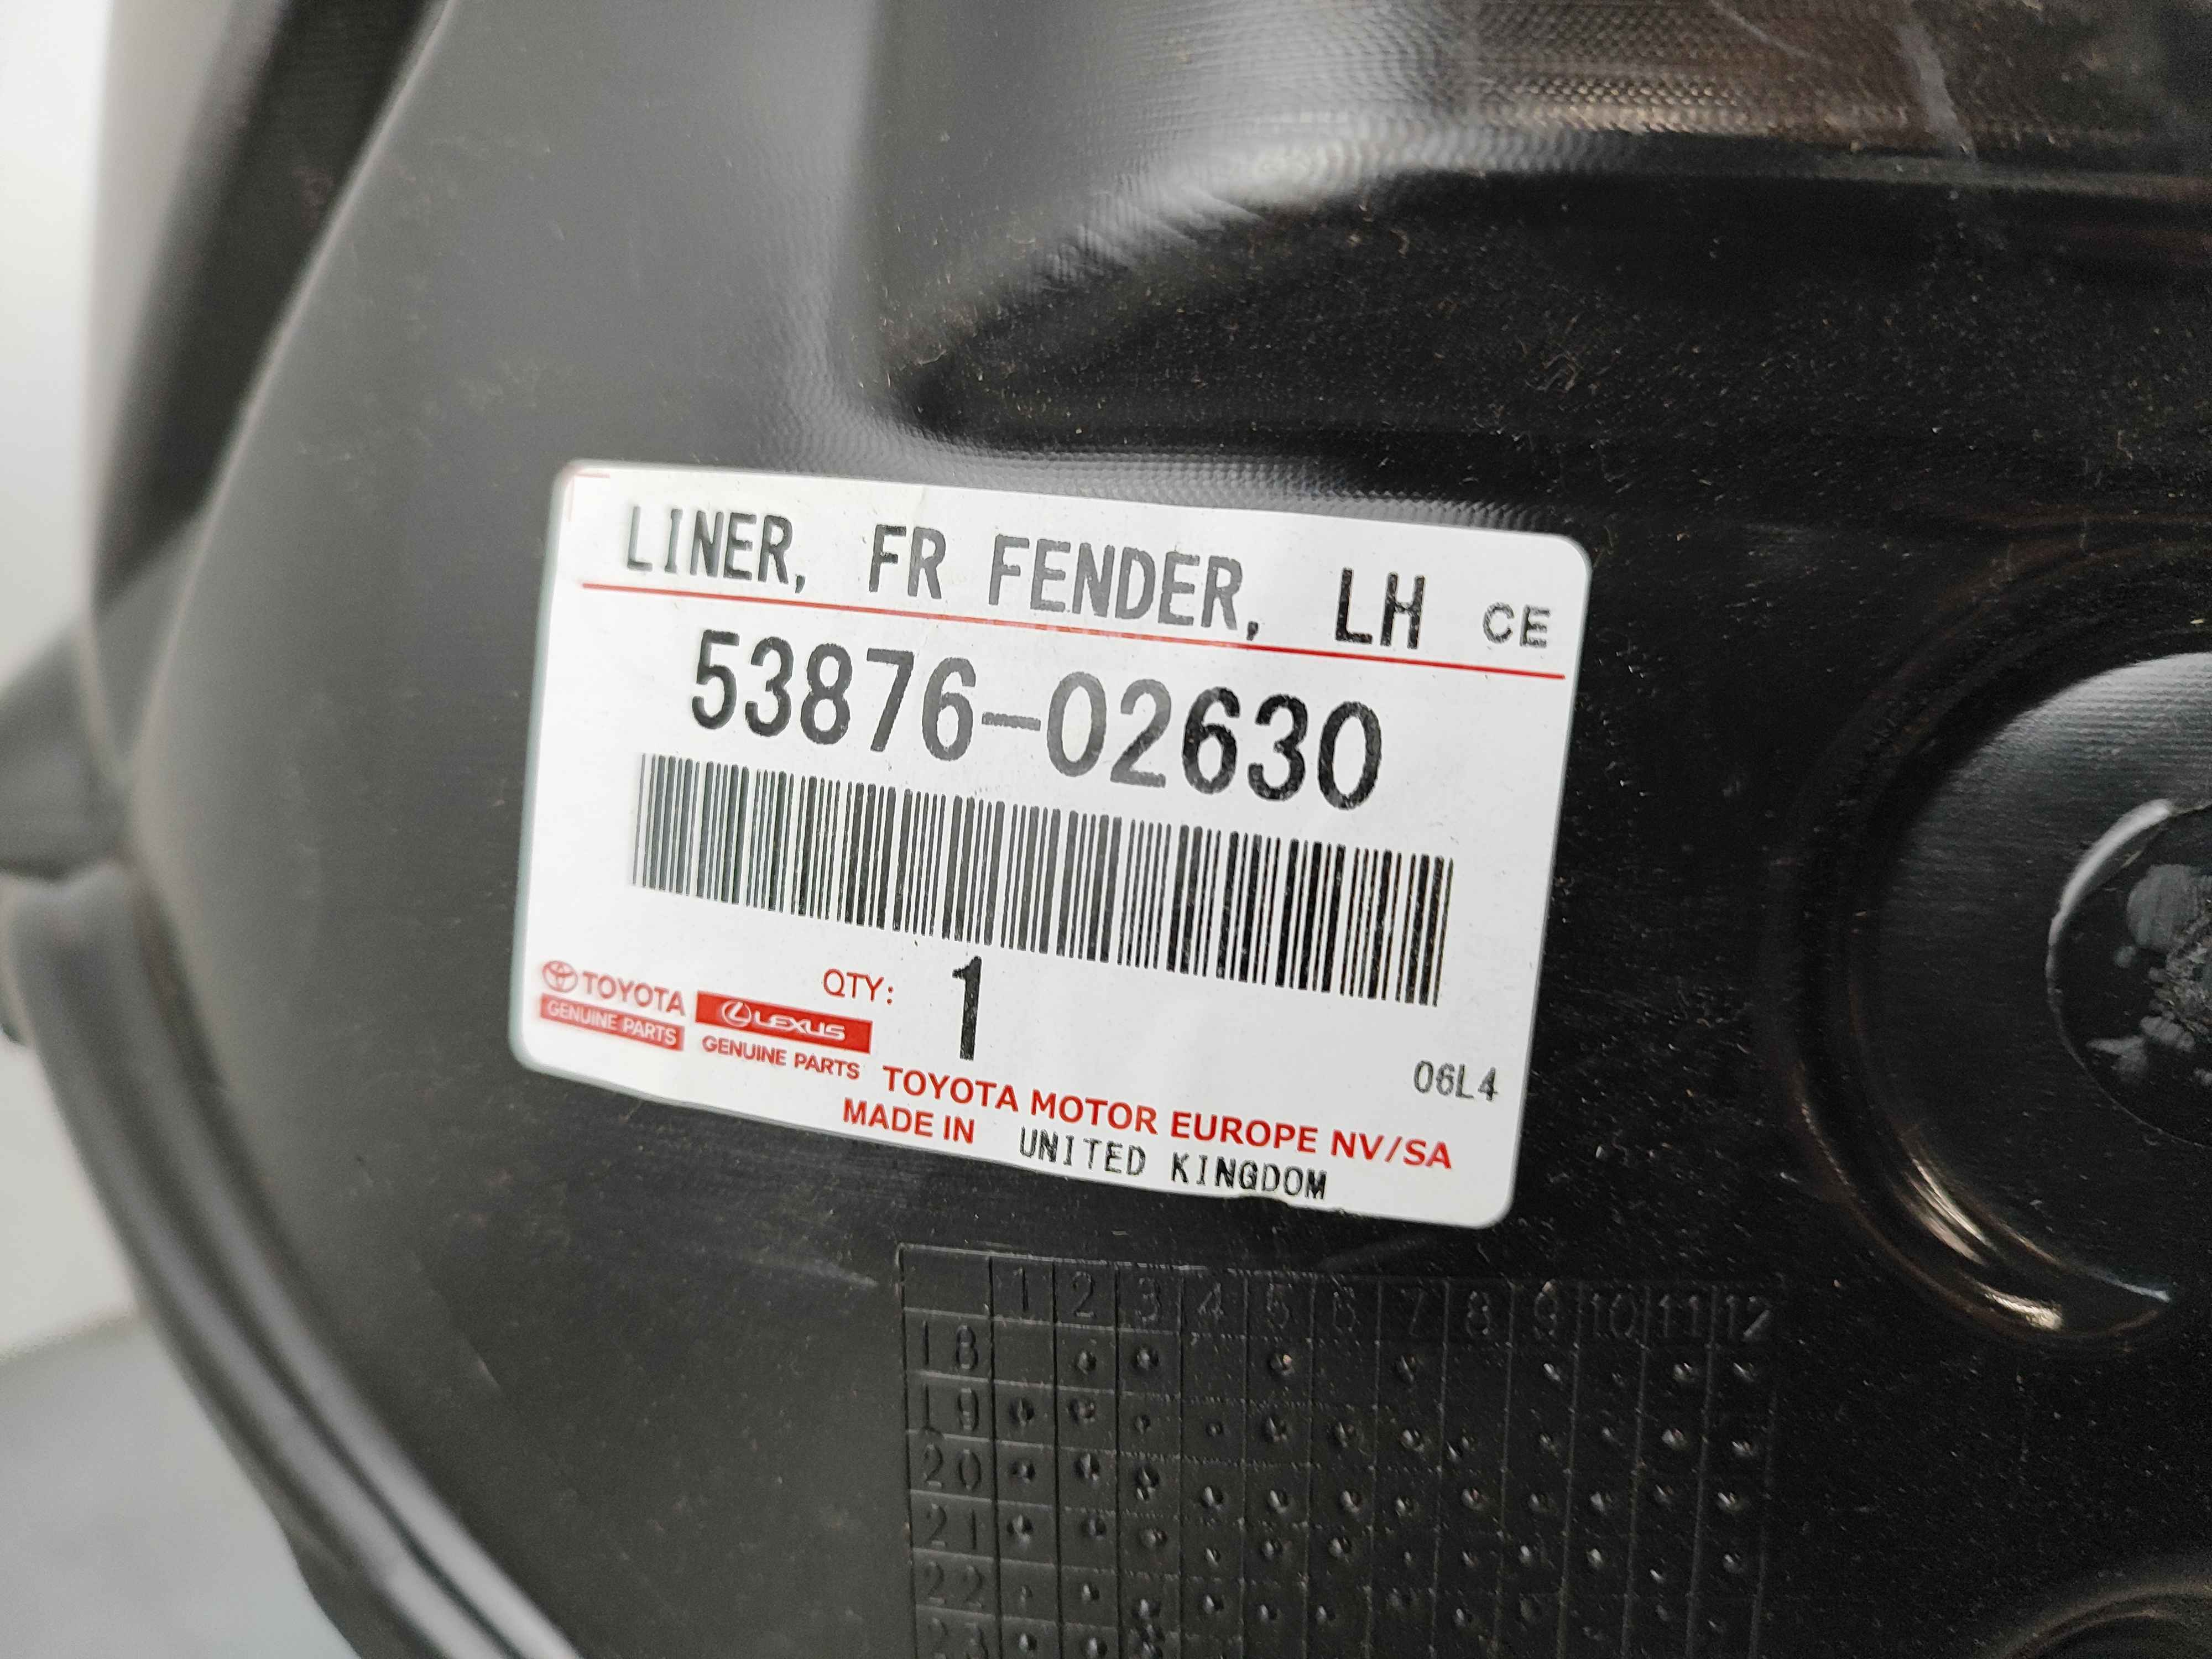 LINER, FR FENDER, LH CE
53876-02630
QTY: 1
TOYOTA
GENUINE PARTS
LEXUS
GENUINE PARTS
06L4
TOYOTA MOTOR EUROPE NV/SA
MADE IN UNITED KINGDOM
1 2 3 4 5 6 7 8 9 10 11 12
18
19
20
21
22
23